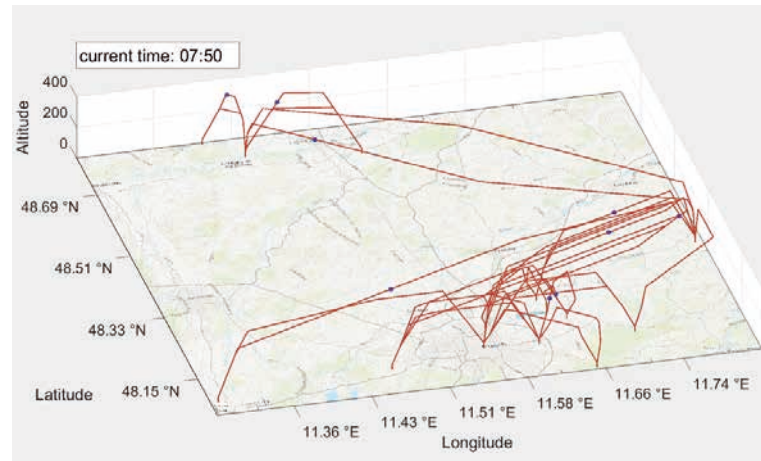 current time: 07:50
400
200
0
Altitude
48.69 °N
48.51 °N
48.33 °N
48.15 °N
Latitude
11.36 °E
11.43 °E
11.51 °E
11.58 °E
11.66 °E
11.74 °E
Longitude